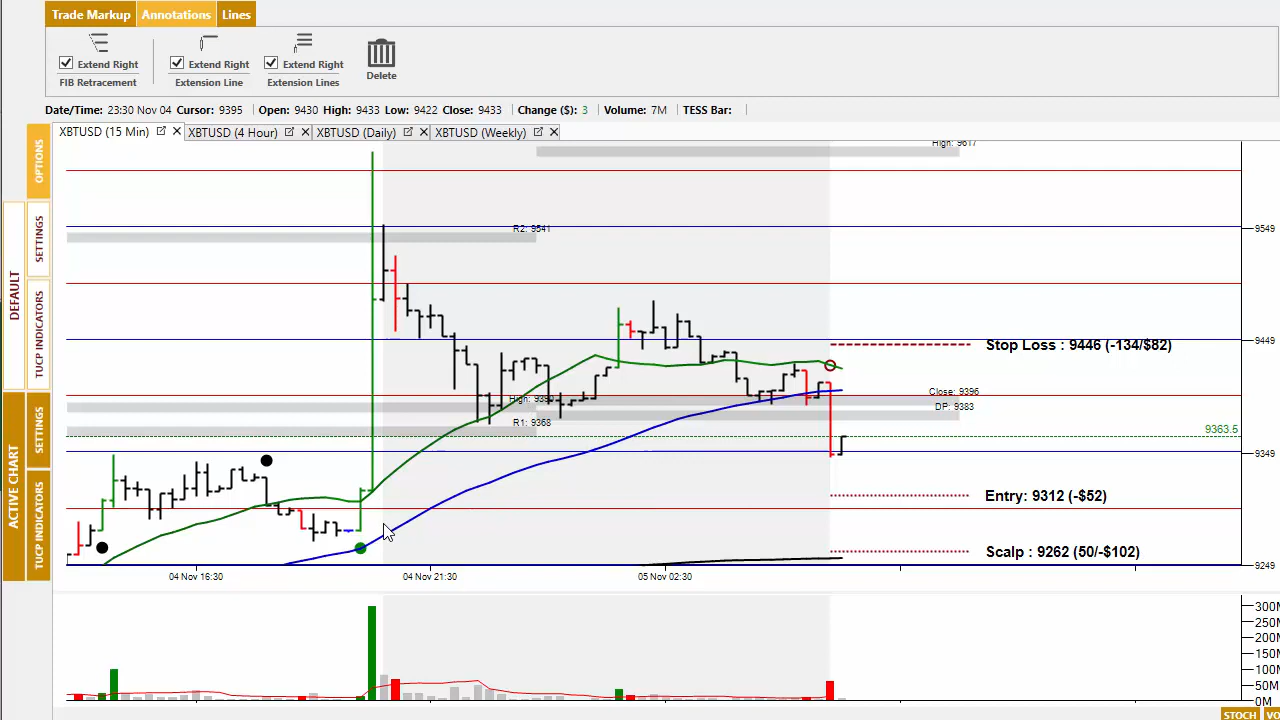 Trade Markup Annotations Lines
Extend Right Extend Right Extend Right
FIB Retracement Extension Line Extension Lines Delete
Date/Time: 23:30 Nov 04 Cursor: 9395 Open: 9430 High: 9433 Low: 9422 Close: 9433 Change ($): 3 Volume: 7M TESS Bar:
XBTUSD (15 Min) XBTUSD (4 Hour) XBTUSD (Daily) XBTUSD (Weekly)
OPTIONS
SETTINGS
DEFAULT
TUCP INDICATORS
SETTINGS
ACTIVE CHART
TUCP INDICATORS
High: 9617
R2: 9541
9549
Stop Loss : 9446 (-134/$82)
9449
Close: 9396
DP: 9383
R1: 9368
9363.5
9349
Entry: 9312 (-$52)
Scalp : 9262 (50/-$102)
9249
04 Nov 16:30 04 Nov 21:30 05 Nov 02:30
300M
250M
200M
150M
100M
50M
0M
STOCH